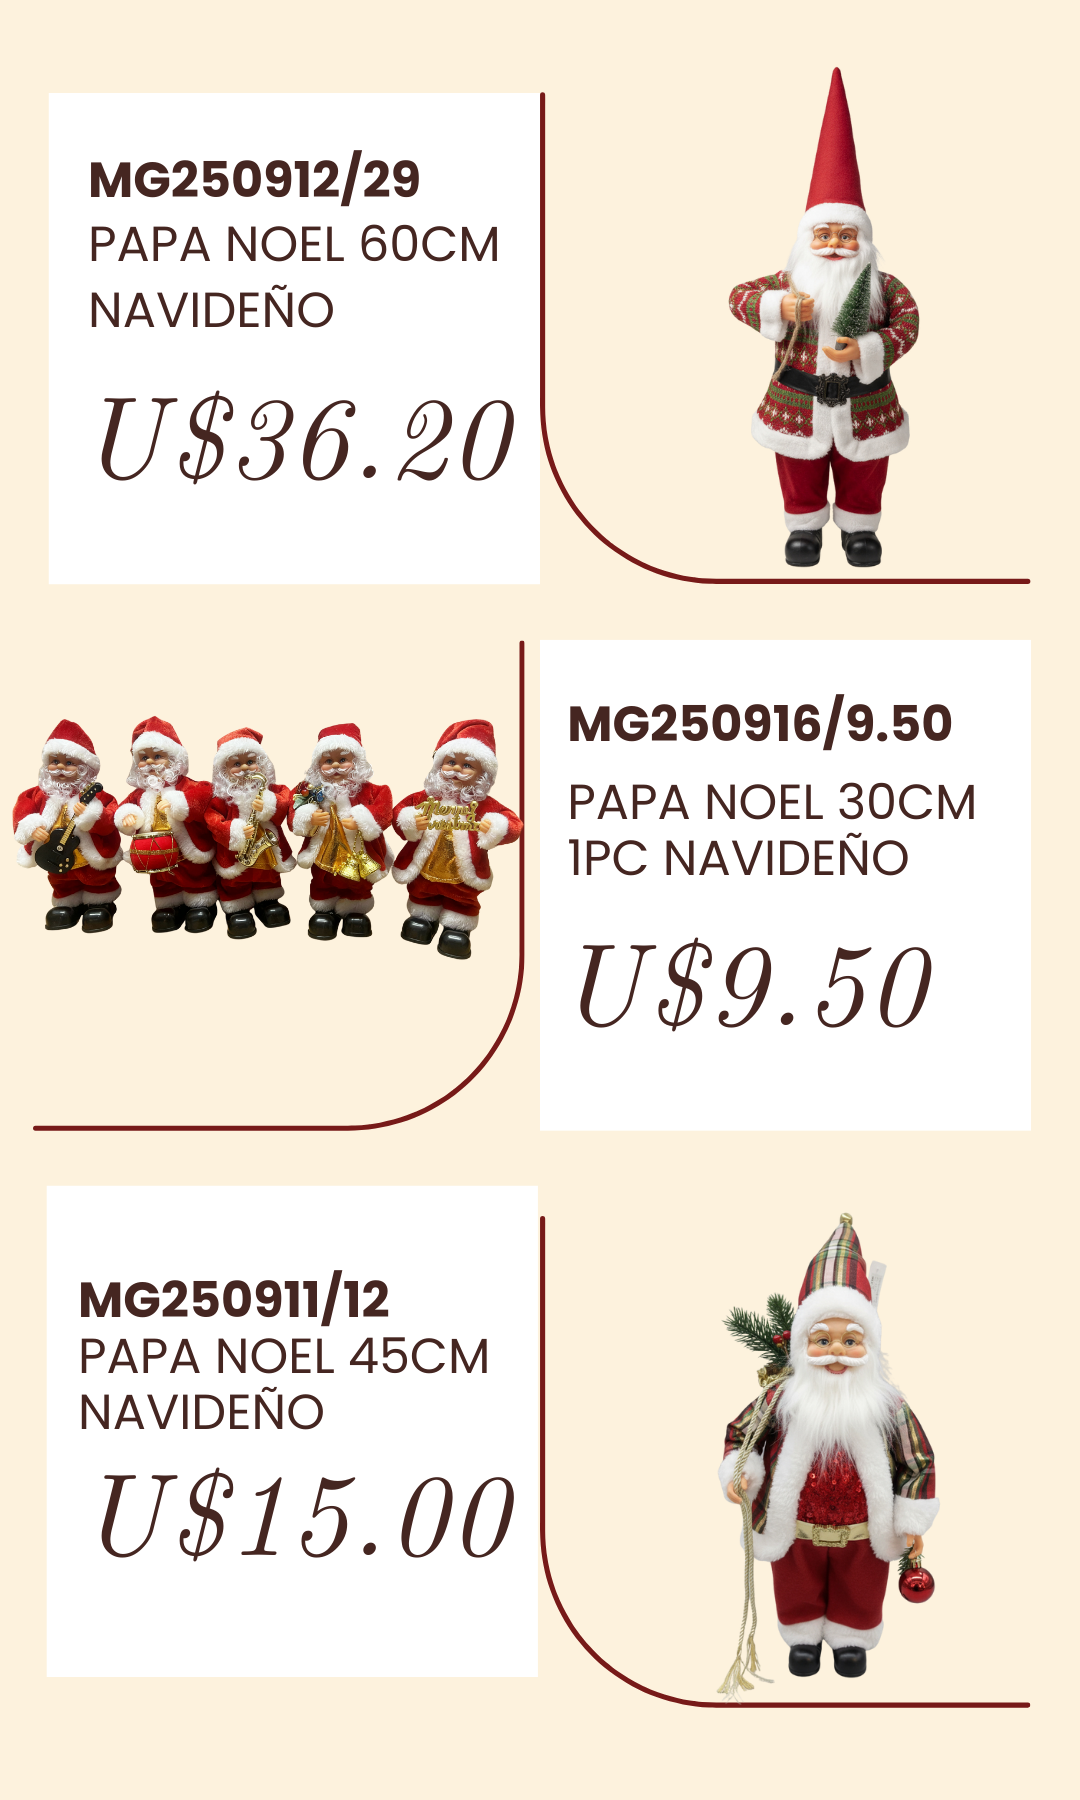 MG250912/29
PAPA NOEL 60CM
NAVIDEÑO
U$36.20
MG250916/9.50
PAPA NOEL 30CM
1PC NAVIDEÑO
U$9.50
MG250911/12
PAPA NOEL 45CM
NAVIDEÑO
U$15.00